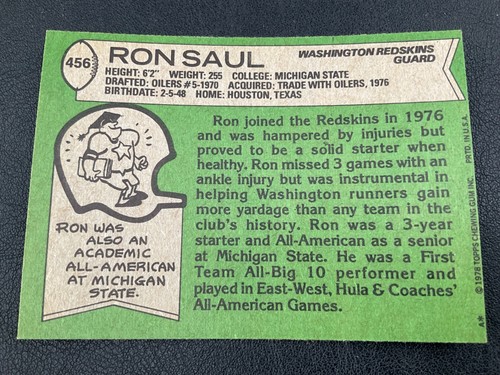 456
RON SAUL
WASHINGTON REDSKINS
GUARD
HEIGHT: 6'2" WEIGHT: 255 COLLEGE: MICHIGAN STATE
DRAFTED: OILERS #5-1970 ACQUIRED: TRADE WITH OILERS, 1976
BIRTHDATE: 2-5-48 HOME: HOUSTON, TEXAS
Ron joined the Redskins in 1976
and was hampered by injuries but
proved to be a solid starter when
healthy. Ron missed 3 games with an
ankle injury but was instrumental in
helping Washington runners gain
more yardage than any team in the
club's history. Ron was a 3-year
starter and All-American as a senior
at Michigan State. He was a First
Team All-Big 10 performer and
played in East-West, Hula & Coaches'
All-American Games.
RON WAS
ALSO AN
ACADEMIC
ALL-AMERICAN
AT MICHIGAN
STATE.
A*
© 1978 TOPPS CHEWING GUM INC. PRTD. IN U.S.A.